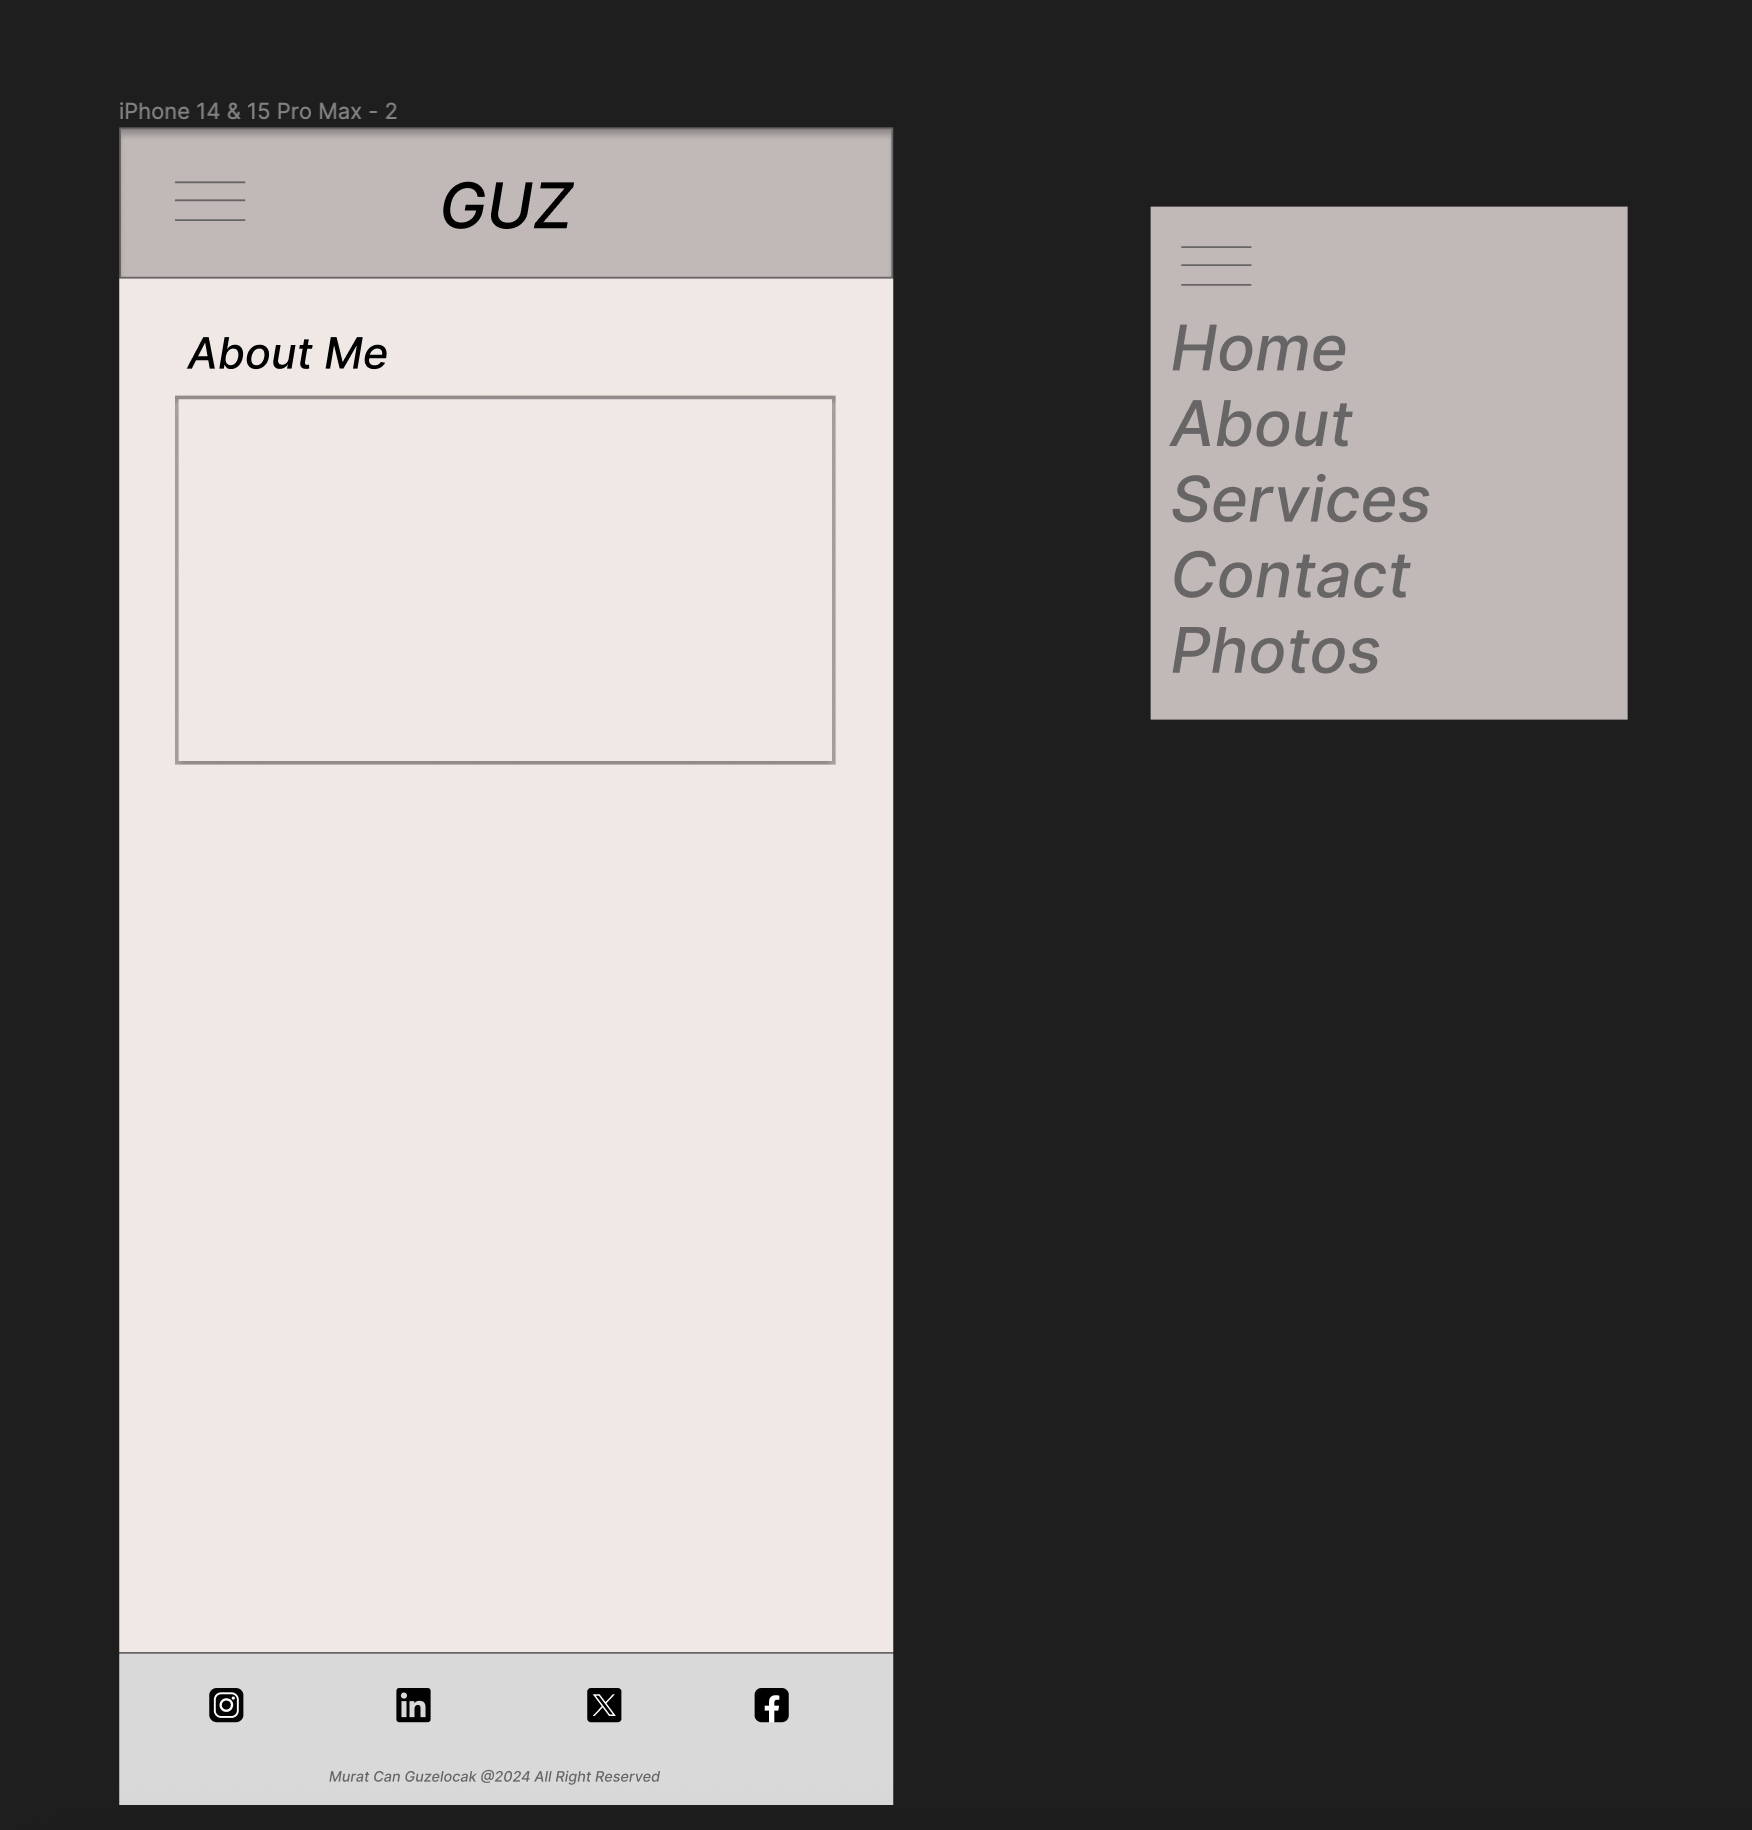 iPhone 14 & 15 Pro Max - 2
GUZ
About Me
Murat Can Guzelocak @2024 All Right Reserved
Home
About
Services
Contact
Photos